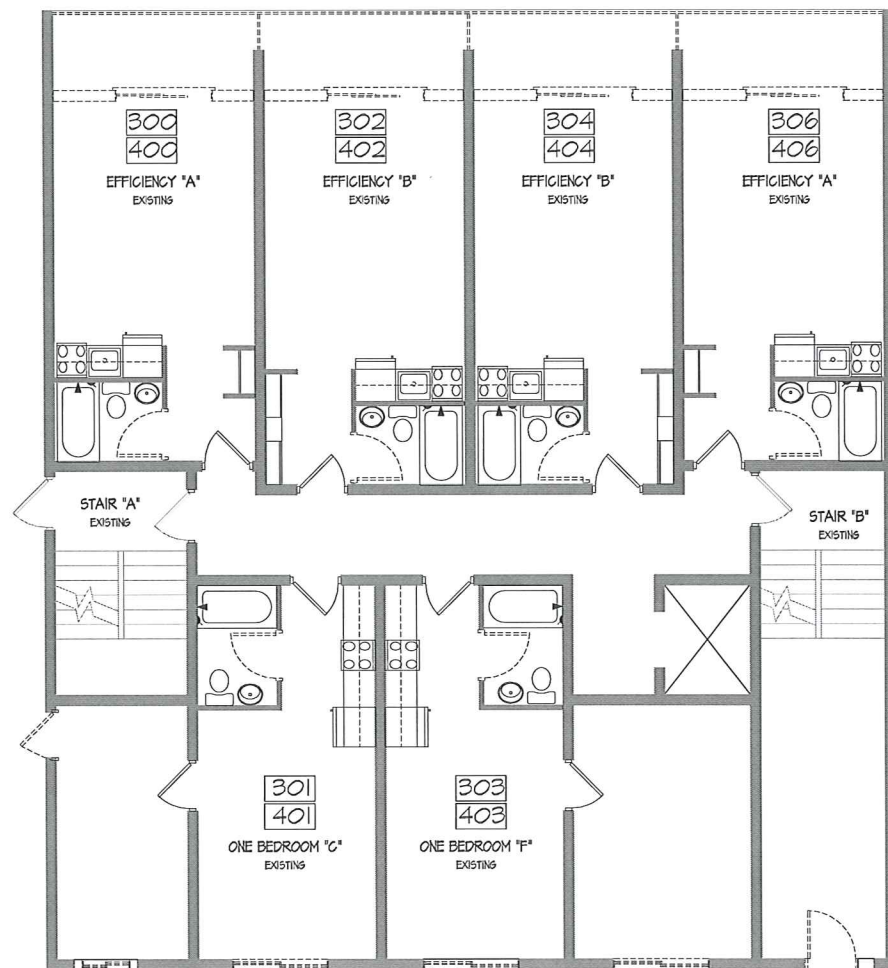 300
400
EFFICIENCY "A"
EXISTING
302
402
EFFICIENCY "B"
EXISTING
304
404
EFFICIENCY "B"
EXISTING
306
406
EFFICIENCY "A"
EXISTING
STAIR "A"
EXISTING
STAIR "B"
EXISTING
301
401
ONE BEDROOM "C"
EXISTING
303
403
ONE BEDROOM "F"
EXISTING